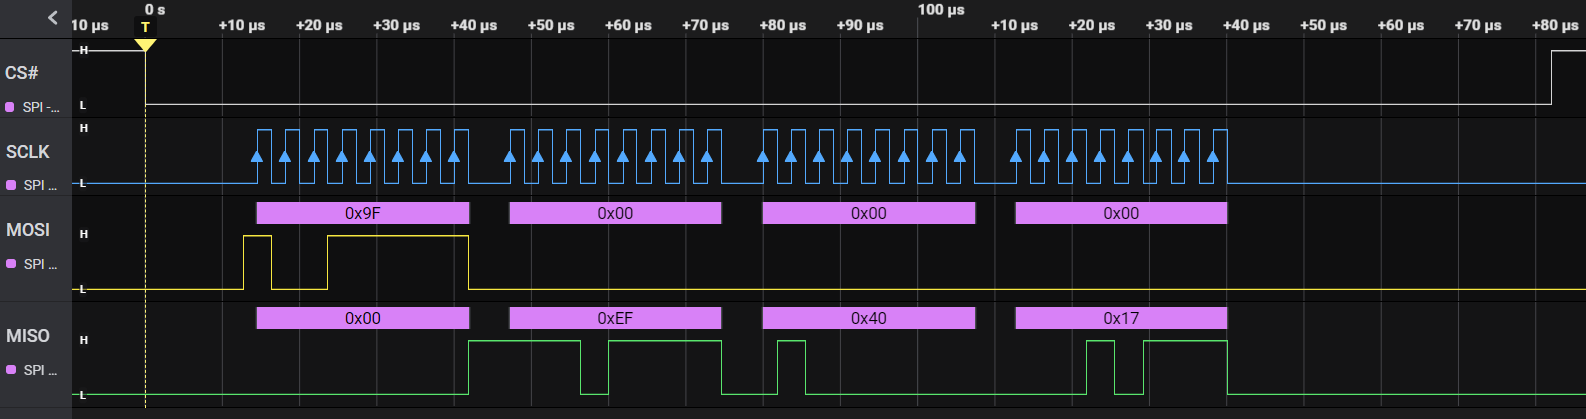 0 s 100 µs
10 µs T +10 µs +20 µs +30 µs +40 µs +50 µs +60 µs +70 µs +80 µs +90 µs +10 µs +20 µs +30 µs +40 µs +50 µs +60 µs +70 µs +80 µs
H
CS#
SPI -...
L
H
SCLK
SPI ...
L
0x9F 0x00 0x00 0x00
MOSI
H
SPI ...
L
0x00 0xEF 0x40 0x17
MISO
H
SPI ...
L